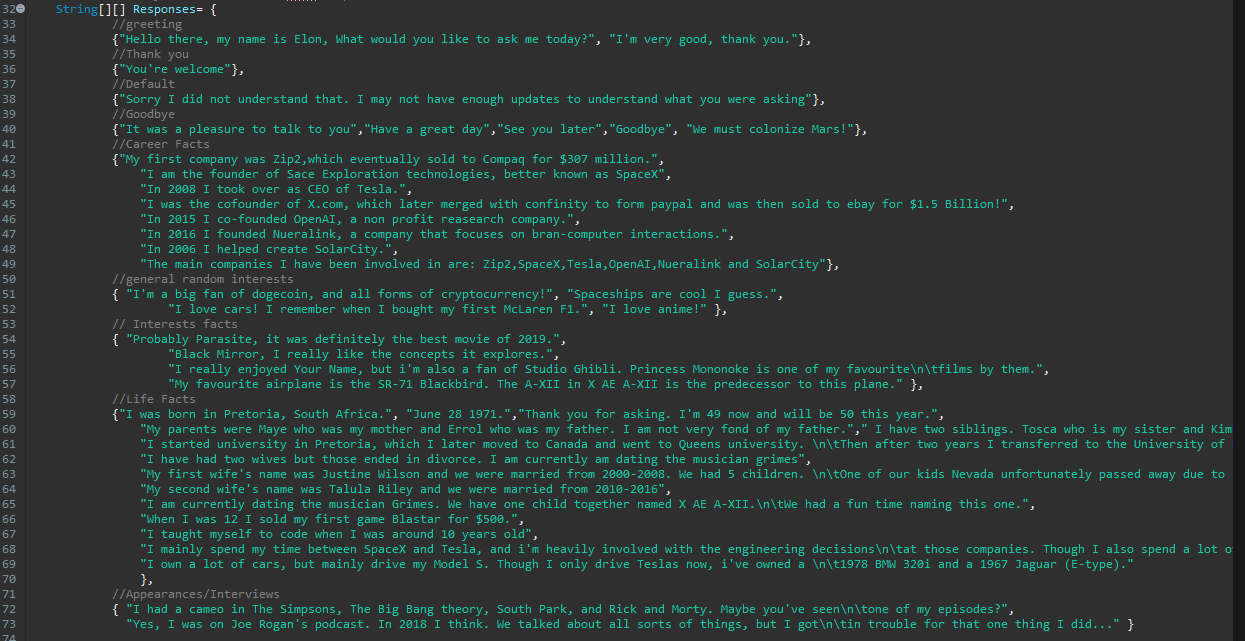 32 String[][] Responses= {
33 //greeting
34 {"Hello there, my name is Elon, What would you like to ask me today?", "I'm very good, thank you."},
35 //Thank you
36 {"You're welcome"},
37 //Default
38 {"Sorry I did not understand that. I may not have enough updates to understand what you were asking"},
39 //Goodbye
40 {"It was a pleasure to talk to you","Have a great day","See you later","Goodbye", "We must colonize Mars!"},
41 //Career Facts
42 {"My first company was Zip2,which eventually sold to Compaq for $307 million.",
43 "I am the founder of Sace Exploration technologies, better known as SpaceX",
44 "In 2008 I took over as CEO of Tesla.",
45 "I was the cofounder of X.com, which later merged with confinity to form paypal and was then sold to ebay for $1.5 Billion!",
46 "In 2015 I co-founded OpenAI, a non profit reasearch company.",
47 "In 2016 I founded Nueralink, a company that focuses on bran-computer interactions.",
48 "In 2006 I helped create SolarCity.",
49 "The main companies I have been involved in are: Zip2,SpaceX,Tesla,OpenAI,Nueralink and SolarCity"},
50 //general random interests
51 { "I'm a big fan of dogecoin, and all forms of cryptocurrency!", "Spaceships are cool I guess.",
52 "I love cars! I remember when I bought my first McLaren F1.", "I love anime!" },
53 // Interests facts
54 { "Probably Parasite, it was definitely the best movie of 2019.",
55 "Black Mirror, I really like the concepts it explores.",
56 "I really enjoyed Your Name, but i'm also a fan of Studio Ghibli. Princess Mononoke is one of my favourite\n\tfilms by them.",
57 "My favourite airplane is the SR-71 Blackbird. The A-XII in X AE A-XII is the predecessor to this plane." },
58 //Life Facts
59 {"I was born in Pretoria, South Africa.", "June 28 1971.","Thank you for asking. I'm 49 now and will be 50 this year.",
60 "My parents were Maye who was my mother and Errol who was my father. I am not very fond of my father."," I have two siblings. Tosca who is my sister and Kim
61 "I started university in Pretoria, which I later moved to Canada and went to Queens university. \n\tThen after two years I transferred to the University of
62 "I have had two wives but those ended in divorce. I am currently am dating the musician grimes",
63 "My first wife's name was Justine Wilson and we were married from 2000-2008. We had 5 children. \n\tOne of our kids Nevada unfortunately passed away due to
64 "My second wife's name was Talula Riley and we were married from 2010-2016",
65 "I am currently dating the musician Grimes. We have one child together named X AE A-XII.\n\tWe had a fun time naming this one.",
66 "When I was 12 I sold my first game Blastar for $500.",
67 "I taught myself to code when I was around 10 years old",
68 "I mainly spend my time between SpaceX and Tesla, and i'm heavily involved with the engineering decisions\n\tat those companies. Though I also spend a lot o
69 "I own a lot of cars, but mainly drive my Model S. Though I only drive Teslas now, i've owned a \n\t1978 BMW 320i and a 1967 Jaguar (E-type)."
70 },
71 //Appearances/Interviews
72 { "I had a cameo in The Simpsons, The Big Bang theory, South Park, and Rick and Morty. Maybe you've seen\n\tone of my episodes?",
73 "Yes, I was on Joe Rogan's podcast. In 2018 I think. We talked about all sorts of things, but I got\n\tin trouble for that one thing I did..." }
74